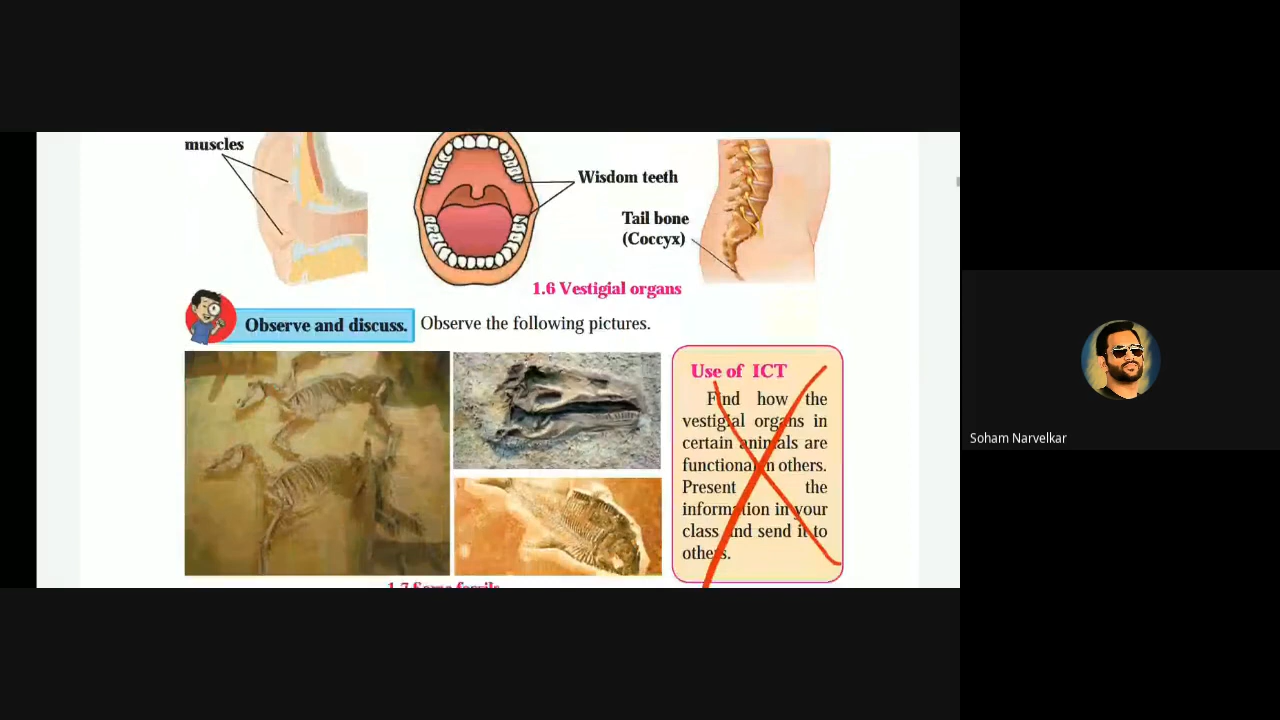 muscles
Wisdom teeth
Tail bone
(Coccyx)
1.6 Vestigial organs
Observe and discuss. Observe the following pictures.
Use of ICT
Find how the
vestigial organs in
certain animals are
functional in others.
Present the
information in your
class and send it to
others.
1.7 Some fossils
Soham Narvelkar